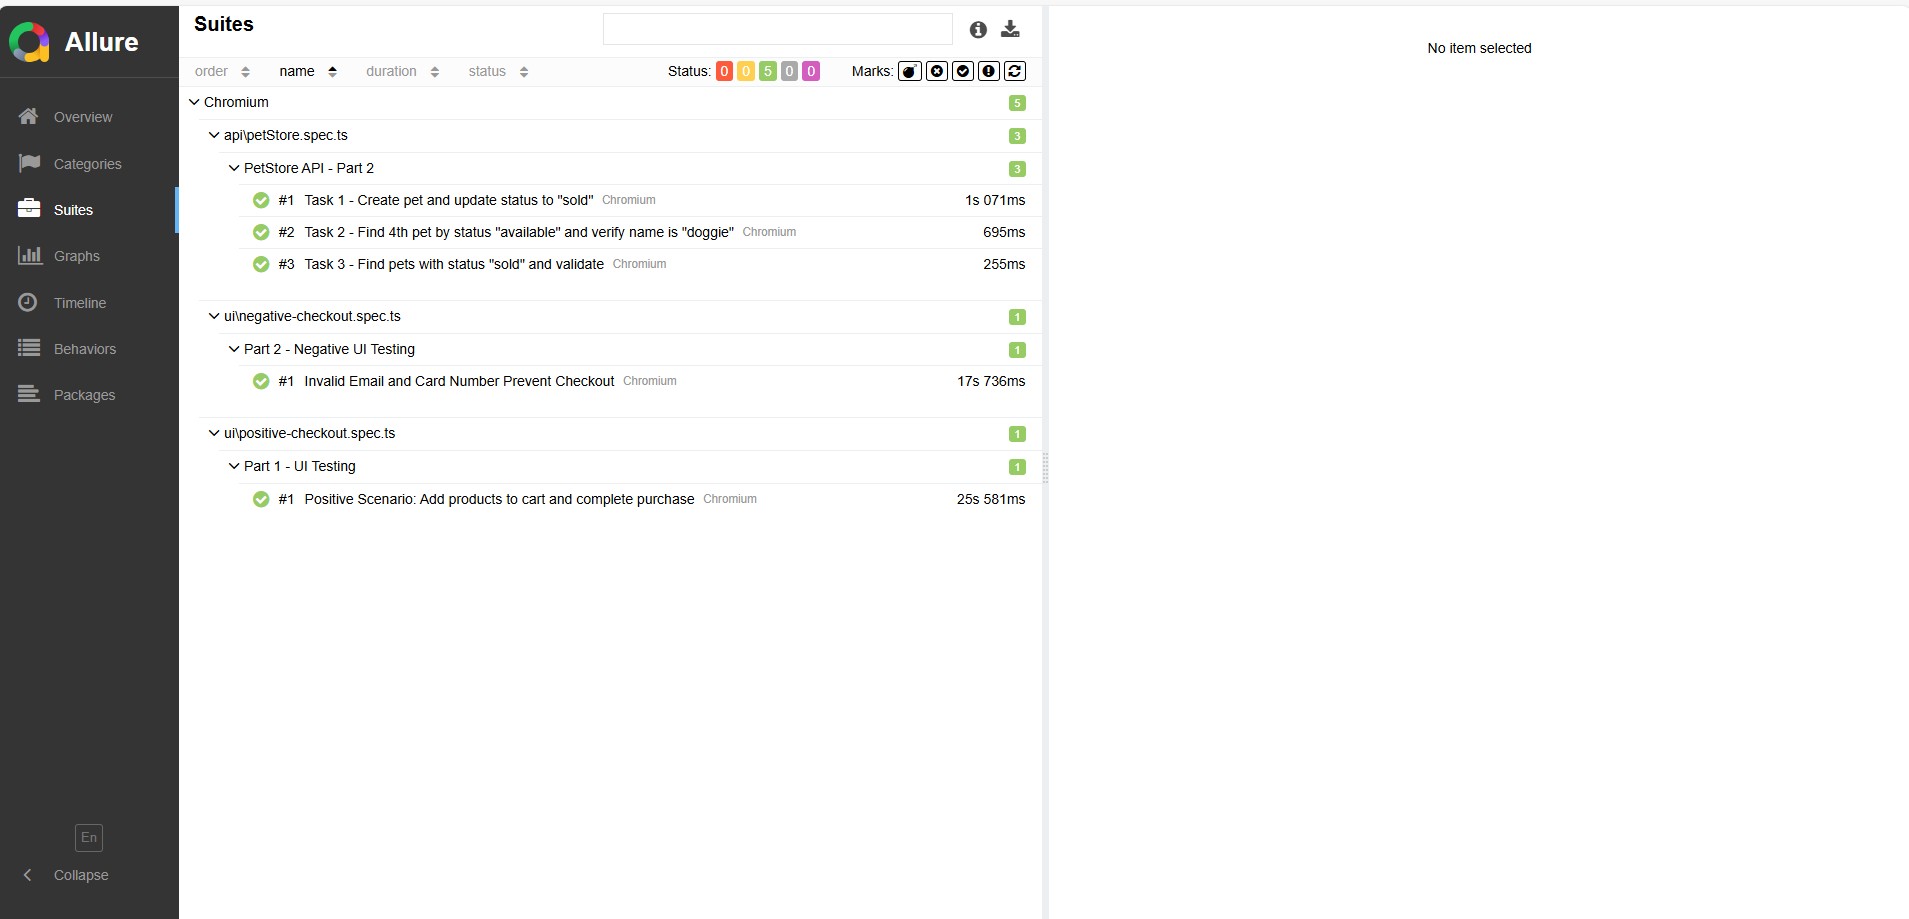 Allure
Overview
Categories
Suites
Graphs
Timeline
Behaviors
Packages
En
Collapse
Suites
order name duration status Status: 0 0 5 0 0 Marks:
Chromium 5
api\petStore.spec.ts 3
PetStore API - Part 2 3
#1 Task 1 - Create pet and update status to "sold" Chromium 1s 071ms
#2 Task 2 - Find 4th pet by status "available" and verify name is "doggie" Chromium 695ms
#3 Task 3 - Find pets with status "sold" and validate Chromium 255ms
ui\negative-checkout.spec.ts 1
Part 2 - Negative UI Testing 1
#1 Invalid Email and Card Number Prevent Checkout Chromium 17s 736ms
ui\positive-checkout.spec.ts 1
Part 1 - UI Testing 1
#1 Positive Scenario: Add products to cart and complete purchase Chromium 25s 581ms
No item selected